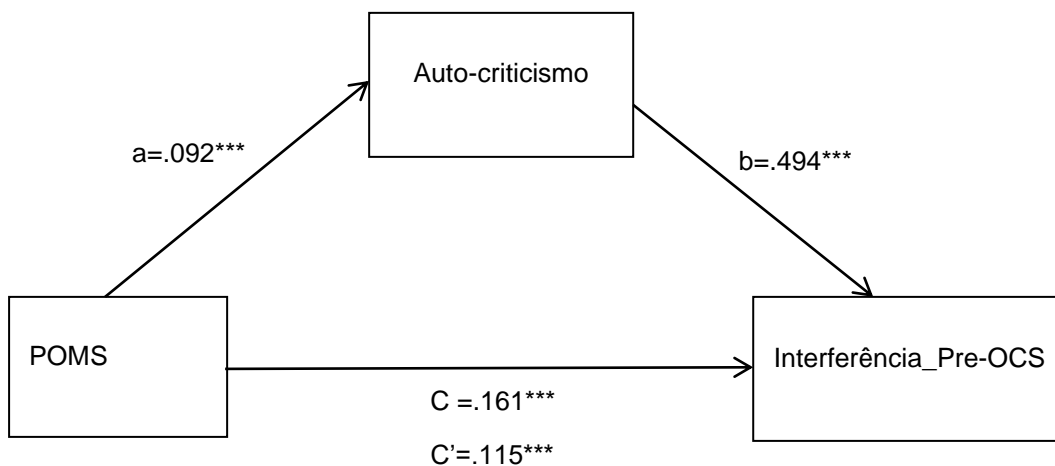 Auto-criticismo
a=.092***
b=.494***
POMS
Interferência_Pre-OCS
C =.161***
C’=.115***